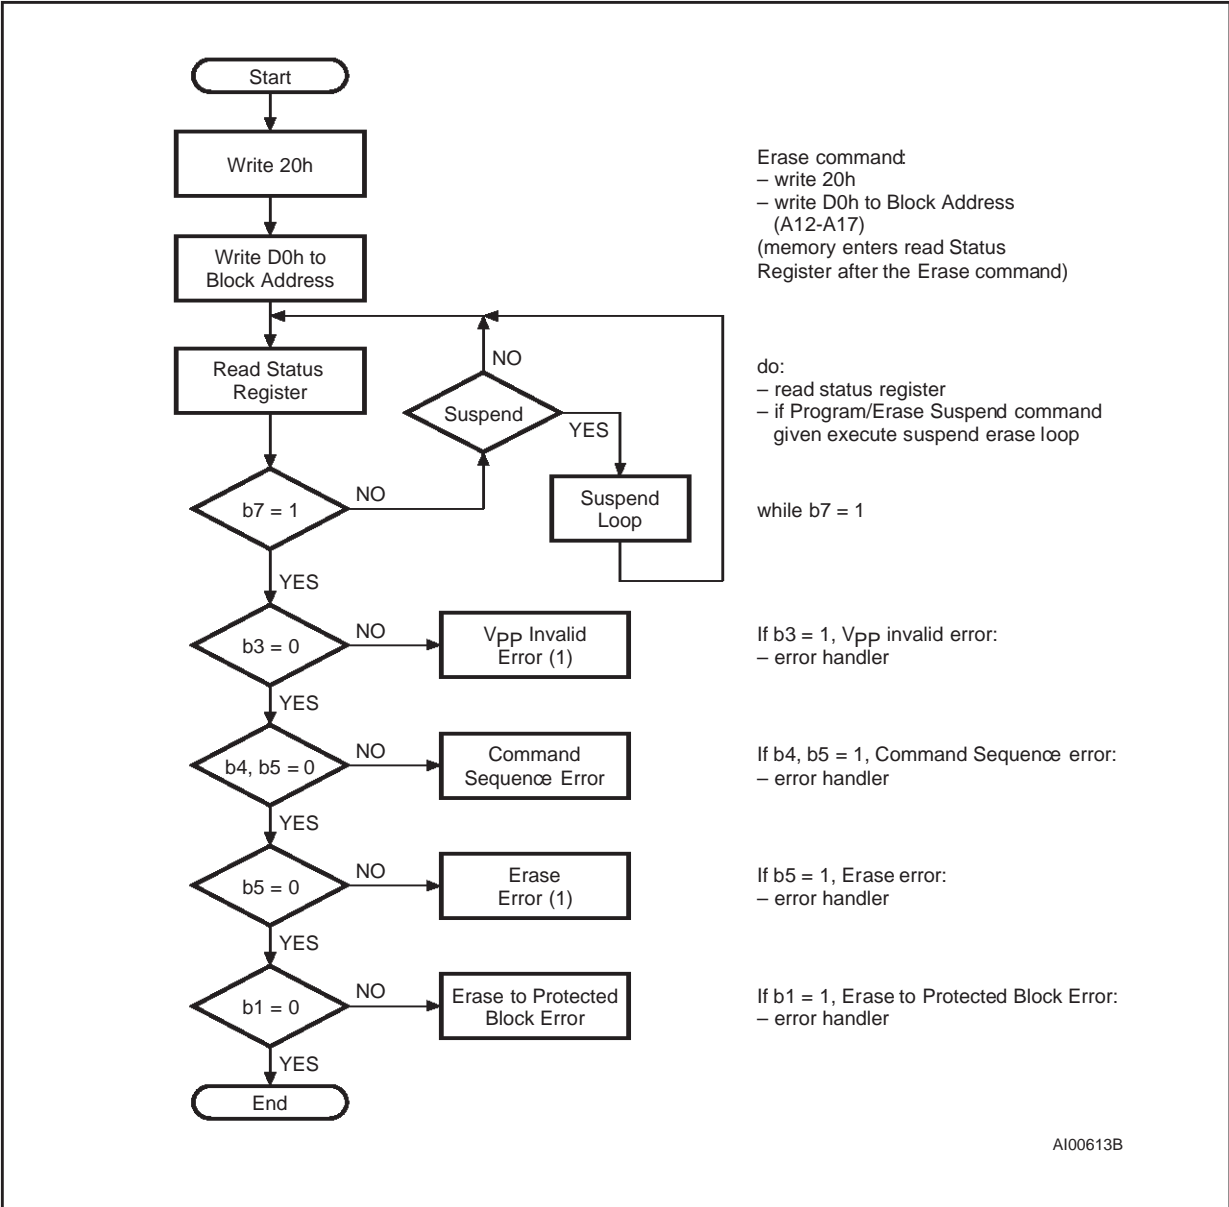 Start
Write 20h
Erase command:
– write 20h
– write D0h to Block Address
(A12-A17)
(memory enters read Status
Register after the Erase command)
Write D0h to
Block Address
NO
Read Status
Register
Suspend
YES
do:
– read status register
– if Program/Erase Suspend command
given execute suspend erase loop
b7 = 1
NO
Suspend
Loop
while b7 = 1
YES
b3 = 0
NO
VPP Invalid
Error (1)
If b3 = 1, VPP invalid error:
– error handler
YES
b4, b5 = 0
NO
Command
Sequence Error
If b4, b5 = 1, Command Sequence error:
– error handler
YES
b5 = 0
NO
Erase
Error (1)
If b5 = 1, Erase error:
– error handler
YES
b1 = 0
NO
Erase to Protected
Block Error
If b1 = 1, Erase to Protected Block Error:
– error handler
YES
End
AI00613B